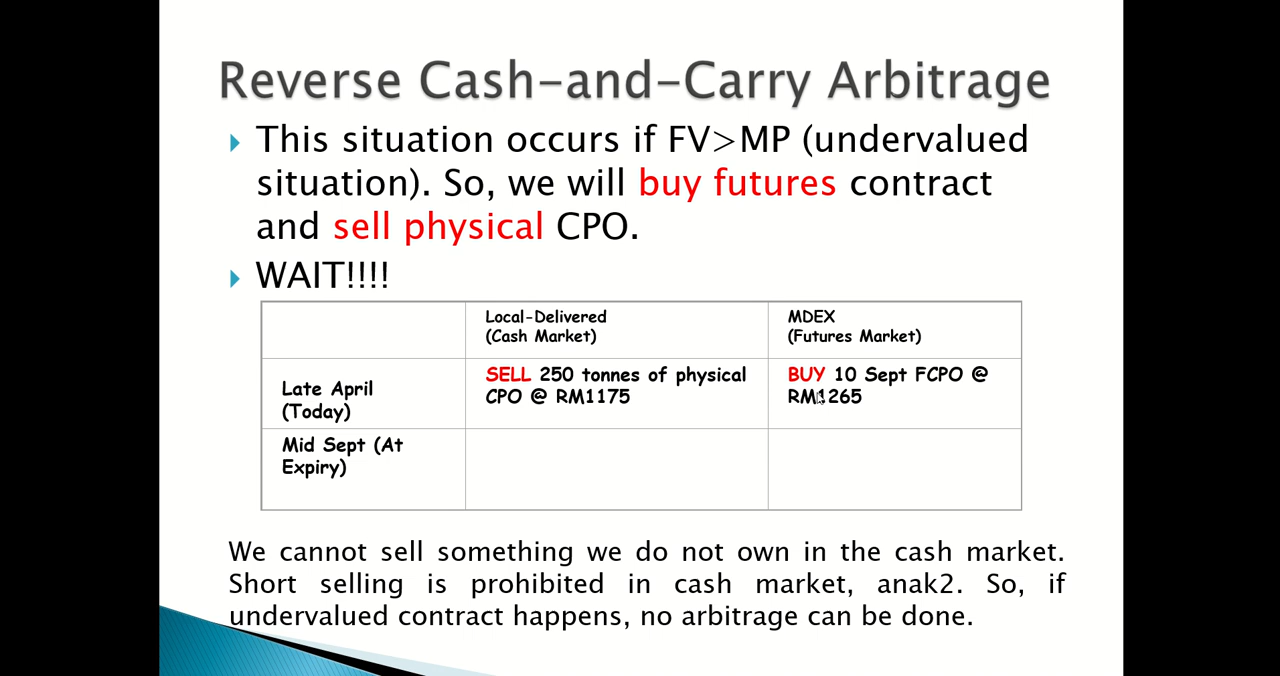 Reverse Cash-and-Carry Arbitrage
This situation occurs if FV>MP (undervalued
situation). So, we will buy futures contract
and sell physical CPO.
WAIT!!!!
Local-Delivered
(Cash Market)
MDEX
(Futures Market)
Late April
(Today)
SELL 250 tonnes of physical
CPO @ RM1175
BUY 10 Sept FCPO @
RM1265
Mid Sept (At
Expiry)
We cannot sell something we do not own in the cash market.
Short selling is prohibited in cash market, anak2. So, if
undervalued contract happens, no arbitrage can be done.